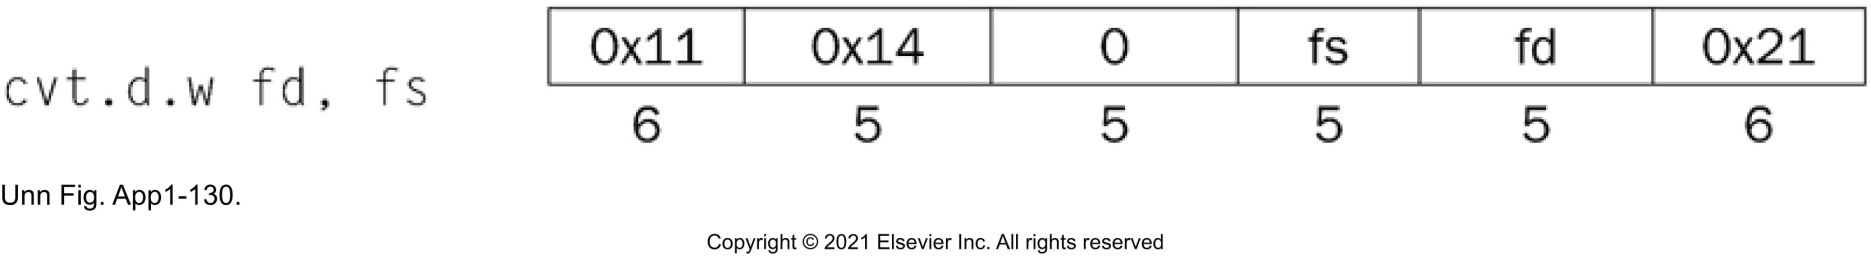 cvt.d.w fd, fs
0x11 0x14 0 fs fd 0x21
6 5 5 5 5 6
Unn Fig. App1-130.
Copyright © 2021 Elsevier Inc. All rights reserved